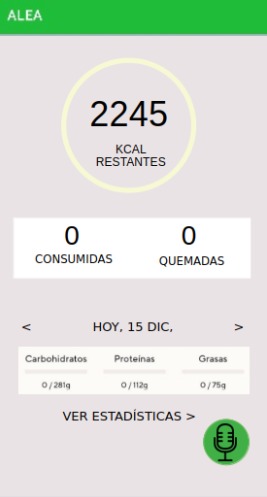 ALEA
2245
KCAL
RESTANTES
0 0
CONSUMIDAS QUEMADAS
< HOY, 15 DIC, >
Carbohidratos Proteínas Grasas
0 / 281g 0 / 112g 0 / 75g
VER ESTADÍSTICAS >